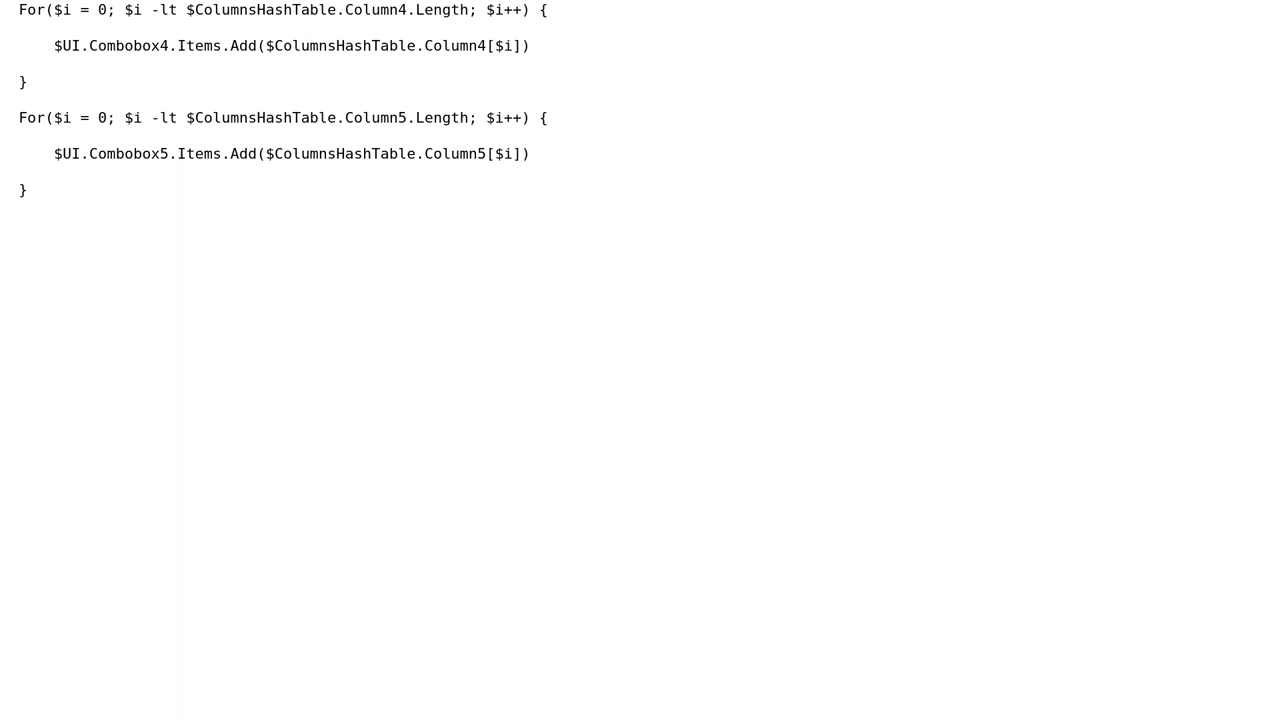 For($i = 0; $i -lt $ColumnsHashTable.Column4.Length; $i++) {
    $UI.Combobox4.Items.Add($ColumnsHashTable.Column4[$i])
}
For($i = 0; $i -lt $ColumnsHashTable.Column5.Length; $i++) {
    $UI.Combobox5.Items.Add($ColumnsHashTable.Column5[$i])
}